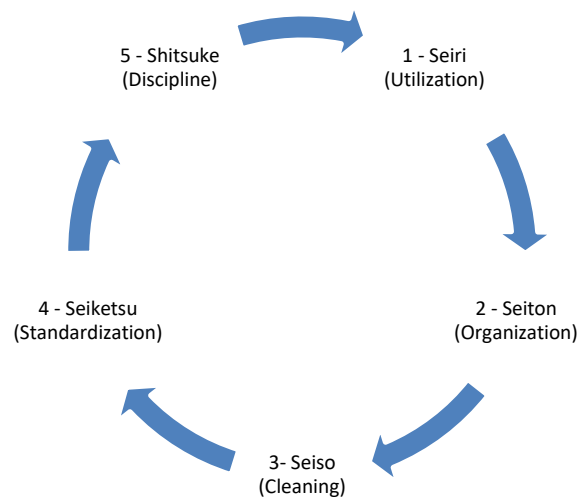 1 - Seiri
(Utilization)
2 - Seiton
(Organization)
3- Seiso
(Cleaning)
4 - Seiketsu
(Standardization)
5 - Shitsuke
(Discipline)